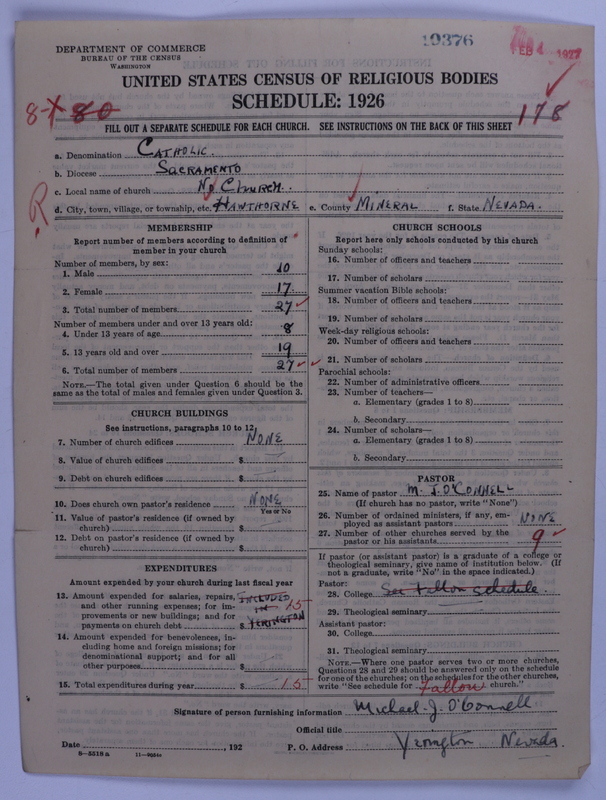 19376
FEB 4 1927
DEPARTMENT OF COMMERCE
BUREAU OF THE CENSUS
WASHINGTON
UNITED STATES CENSUS OF RELIGIOUS BODIES
SCHEDULE: 1926
8-X 80
178
FILL OUT A SEPARATE SCHEDULE FOR EACH CHURCH. SEE INSTRUCTIONS ON THE BACK OF THIS SHEET
a. Denomination CATHOLIC.
b. Diocese SACRAMENTO
c. Local name of church NO CHURCH.
R
d. City, town, village, or township, etc. HAWTHORNE e. County MINERAL f. State NEVADA.
MEMBERSHIP
Report number of members according to definition of
member in your church
Number of members, by sex:
1. Male 10
2. Female 17
3. Total number of members 27
Number of members under and over 13 years old:
4. Under 13 years of age 8
5. 13 years old and over 19
6. Total number of members 27
NOTE.—The total given under Question 6 should be
the same as the total of males and females given under Question 3.
CHURCH BUILDINGS
See instructions, paragraphs 10 to 12
7. Number of church edifices NONE
8. Value of church edifices $
9. Debt on church edifices $
10. Does church own pastor's residence NONE
Yes or No
11. Value of pastor's residence (if owned by
church) $
12. Debt on pastor's residence (if owned by
church) $
EXPENDITURES
Amount expended by your church during last fiscal year
13. Amount expended for salaries, repairs, INCLUDED
and other running expenses; for im- IN 15
provements or new buildings; and for YERINGTON
payments on church debt $
14. Amount expended for benevolences, in-
cluding home and foreign missions; for
denominational support; and for all
other purposes $
15. Total expenditures during year $ 15
CHURCH SCHOOLS
Report here only schools conducted by this church
Sunday schools:
16. Number of officers and teachers
17. Number of scholars
Summer vacation Bible schools:
18. Number of officers and teachers
19. Number of scholars
Week-day religious schools:
20. Number of officers and teachers
21. Number of scholars
Parochial schools:
22. Number of administrative officers
23. Number of teachers—
a. Elementary (grades 1 to 8)
b. Secondary
24. Number of scholars—
a. Elementary (grades 1 to 8)
b. Secondary
PASTOR
25. Name of pastor M. J. O'CONNELL
(If church has no pastor, write "None")
26. Number of ordained ministers, if any, em-
ployed as assistant pastors NONE
27. Number of other churches served by the
pastor or his assistants 9
If pastor (or assistant pastor) is a graduate of a college or
theological seminary, give name of institution below. (If
not a graduate, write "No" in the space indicated.)
Pastor:
28. College See Fallon schedule.
29. Theological seminary
Assistant pastor:
30. College
31. Theological seminary
NOTE.—Where one pastor serves two or more churches,
Questions 28 and 29 should be answered only on the schedule
for one of the churches; on the schedules for the other churches,
write "See schedule for Fallon church."
Signature of person furnishing information Michael J. O'Connell
Official title
Date , 192 P. O. Address Yerington Nevada.
8—5518a 11—9054